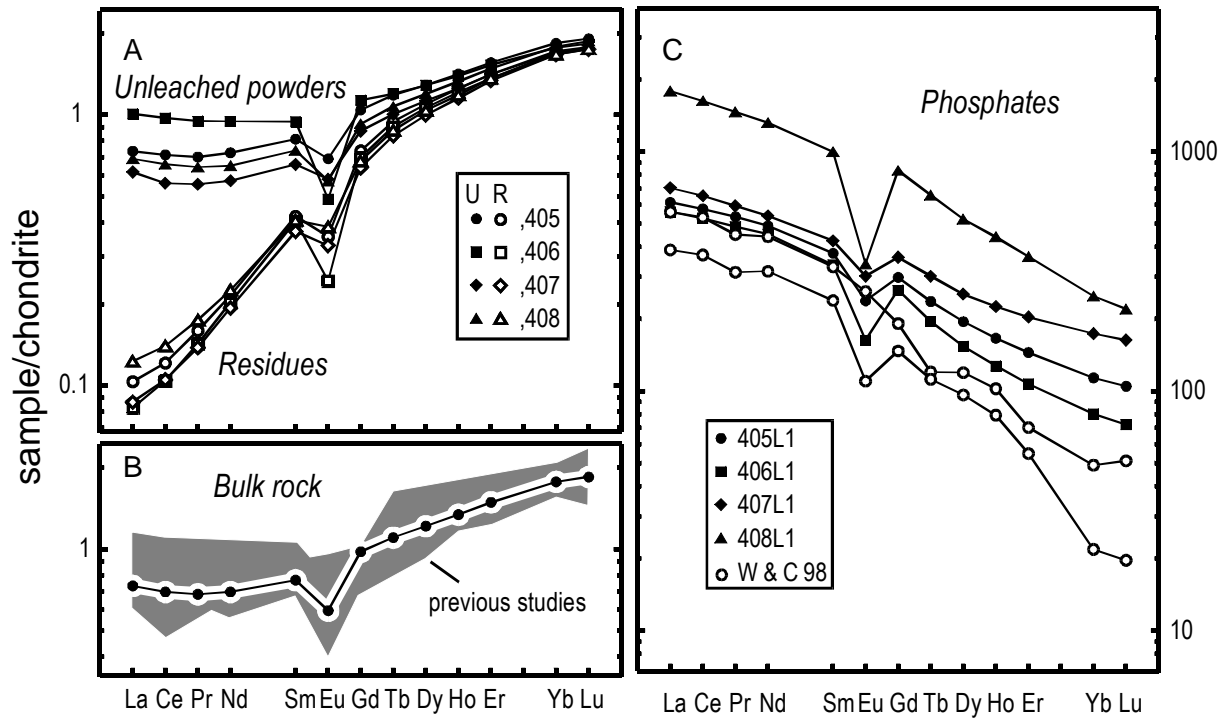 A
Unleached powders
1
U R
,405
,406
,407
,408
Residues
0.1
sample/chondrite
B
Bulk rock
1
previous studies
La Ce Pr Nd Sm Eu Gd Tb Dy Ho Er Yb Lu
C
Phosphates
1000
100
10
405L1
406L1
407L1
408L1
W & C 98
La Ce Pr Nd Sm Eu Gd Tb Dy Ho Er Yb Lu